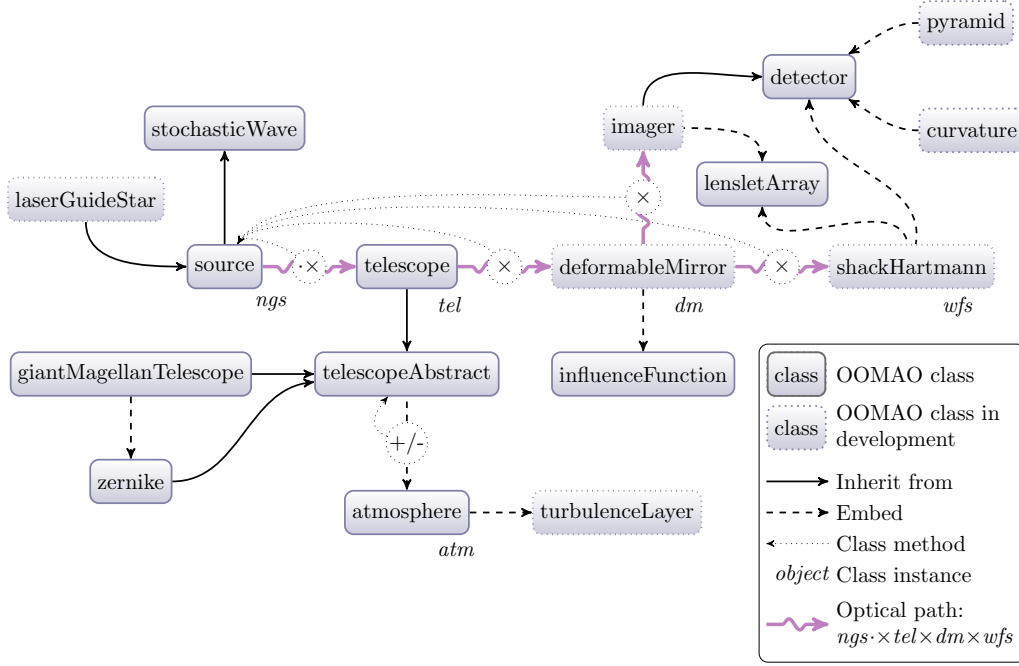 pyramid
detector
stochasticWave
imager
curvature
lensletArray
laserGuideStar
×
source
·×
telescope
×
deformableMirror
×
shackHartmann
ngs
tel
dm
wfs
giantMagellanTelescope
telescopeAbstract
influenceFunction
+/-
zernike
atmosphere
turbulenceLayer
atm
class OOMAO class
class OOMAO class in
development
Inherit from
Embed
Class method
object Class instance
Optical path:
ngs·×tel×dm×wfs